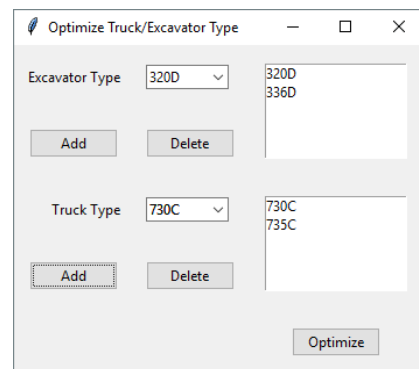 Optimize Truck/Excavator Type
Excavator Type
320D
320D
336D
Add
Delete
Truck Type
730C
730C
735C
Add
Delete
Optimize